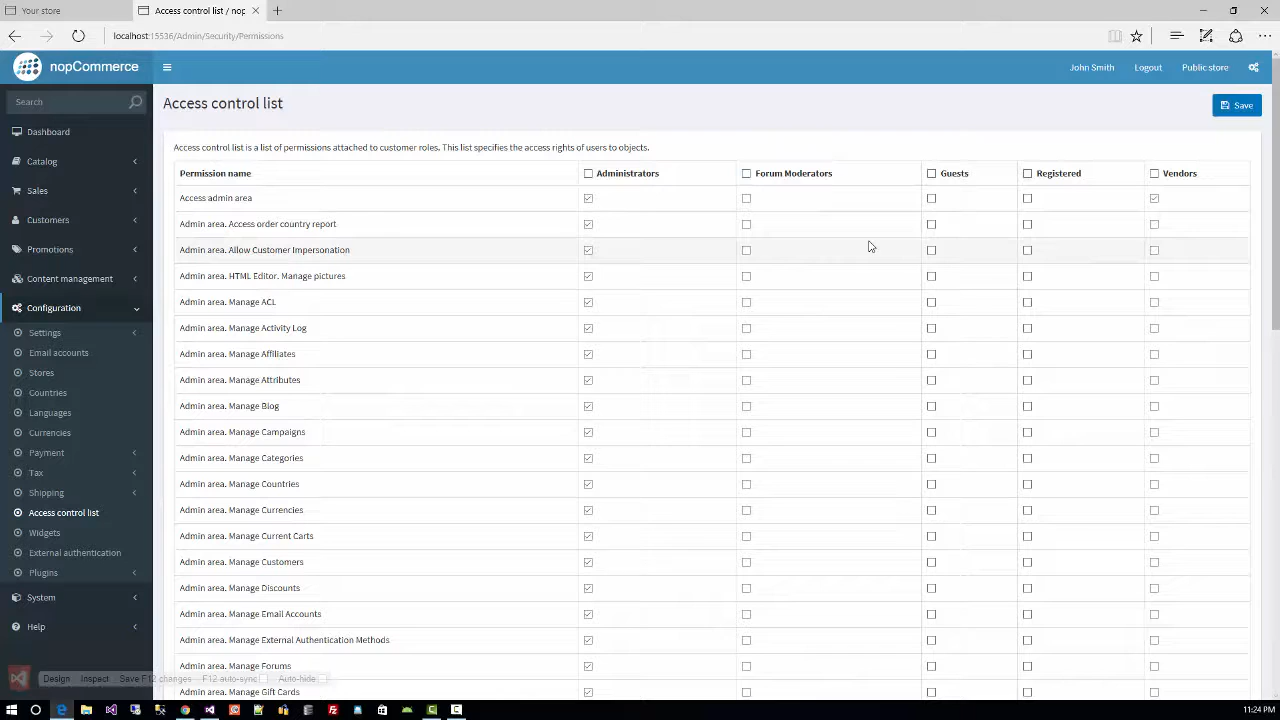 Your store
Access control list / nop
localhost:15536/Admin/Security/Permissions
nopCommerce
John Smith
Logout
Public store
Search
Access control list
Save
Dashboard
Catalog
Sales
Customers
Promotions
Content management
Configuration
Settings
Email accounts
Stores
Countries
Languages
Currencies
Payment
Tax
Shipping
Access control list
Widgets
External authentication
Plugins
System
Help
Access control list is a list of permissions attached to customer roles. This list specifies the access rights of users to objects.
Permission name Administrators Forum Moderators Guests Registered Vendors
Access admin area
Admin area. Access order country report
Admin area. Allow Customer Impersonation
Admin area. HTML Editor. Manage pictures
Admin area. Manage ACL
Admin area. Manage Activity Log
Admin area. Manage Affiliates
Admin area. Manage Attributes
Admin area. Manage Blog
Admin area. Manage Campaigns
Admin area. Manage Categories
Admin area. Manage Countries
Admin area. Manage Currencies
Admin area. Manage Current Carts
Admin area. Manage Customers
Admin area. Manage Discounts
Admin area. Manage Email Accounts
Admin area. Manage External Authentication Methods
Admin area. Manage Forums
Admin area. Manage Gift Cards
Design Inspect Save F12 changes F12 auto-sync Auto-hide
11:24 PM